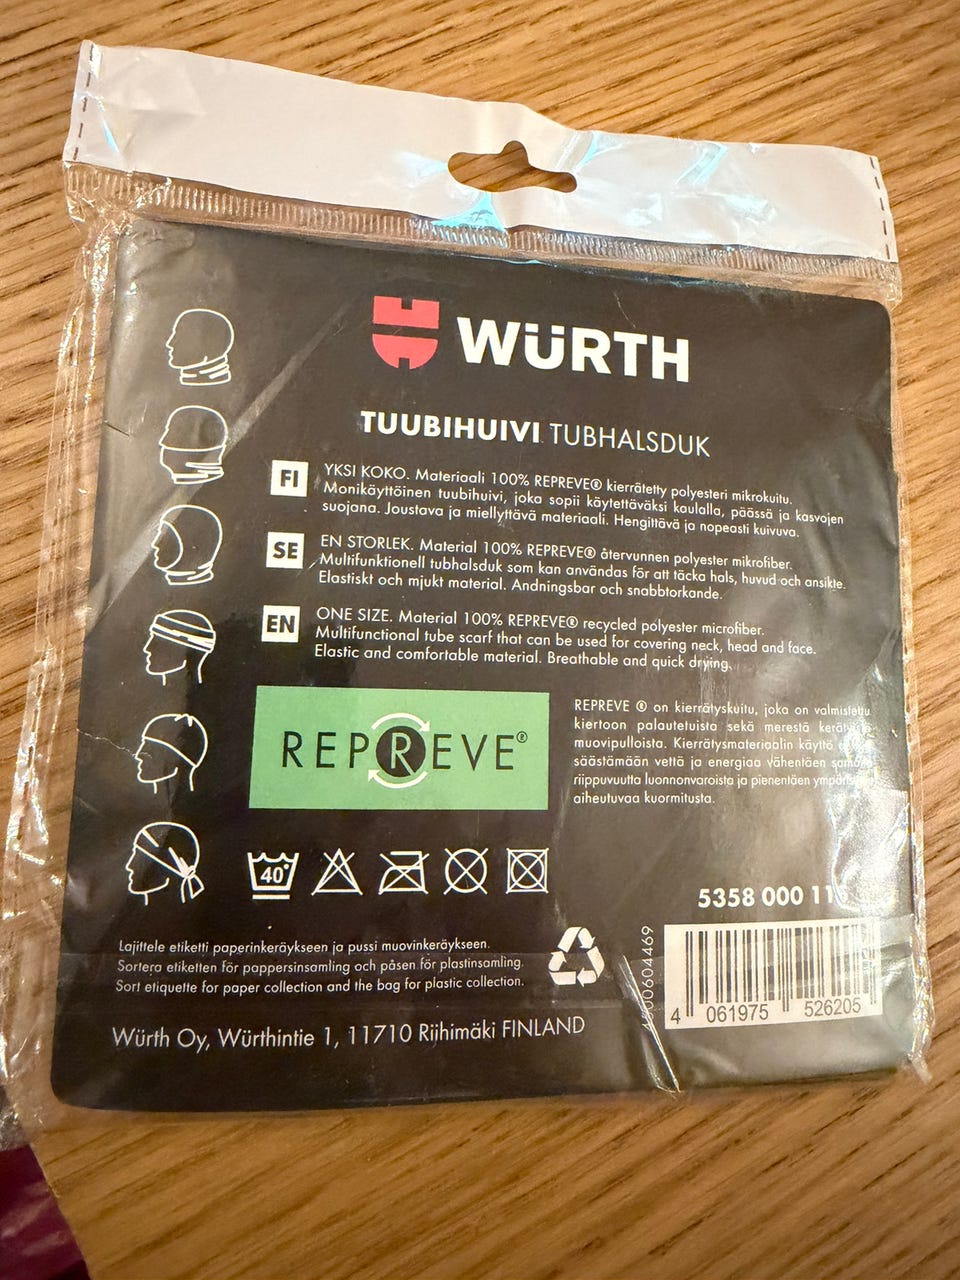 WÜRTH
TUUBIHUIVI TUBHALSDUK
FI
YKSI KOKO. Materiaali 100% REPREVE® kierrätetty polyesteri mikrokuitu.
Monikäyttöinen tuubihuivi, joka sopii käytettäväksi kaulalla, päässä ja kasvojen
suojana. Joustava ja miellyttävä materiaali. Hengittävä ja nopeasti kuivuva.
SE
EN STORLEK. Material 100% REPREVE® återvunnen polyester mikrofiber.
Multifunktionell tubhalsduk som kan användas för att täcka hals, huvud och ansikte.
Elastiskt och mjukt material. Andningsbar och snabbtorkande.
EN
ONE SIZE. Material 100% REPREVE® recycled polyester microfiber.
Multifunctional tube scarf that can be used for covering neck, head and face.
Elastic and comfortable material. Breathable and quick drying.
REPREVE®
REPREVE ® on kierrätyskuitu, joka on valmistettu
kiertoon palautetuista sekä merestä
muovipulloista. Kierrätysmateriaalin käyttö
säästämään vettä ja energiaa vähentäen
riippuvuutta luonnonvaroista ja pienentäen
aiheutuvaa kuormitusta.
40°
5358 000
Lajittele etiketti paperinkeräykseen ja pussi muovinkeräykseen.
Sortera etiketten för pappersinsamling och påsen för plastinsamling.
Sort etiquette for paper collection and the bag for plastic collection.
Würth Oy, Würthintie 1, 11710 Riihimäki FINLAND
4 061975 526205